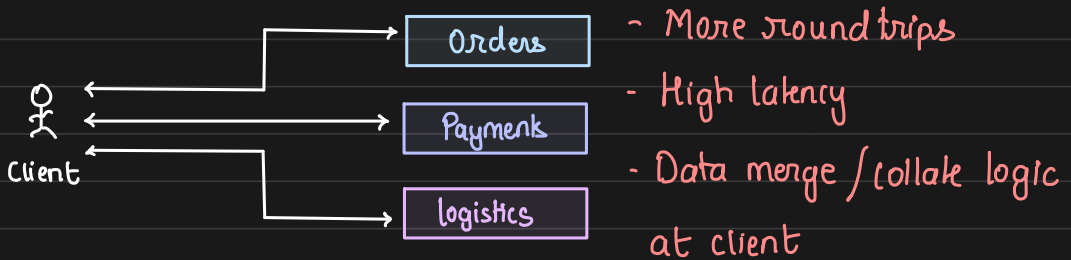 Orders
Payments
logistics
Client
- More round trips
- High latency
- Data merge / collate logic
at client